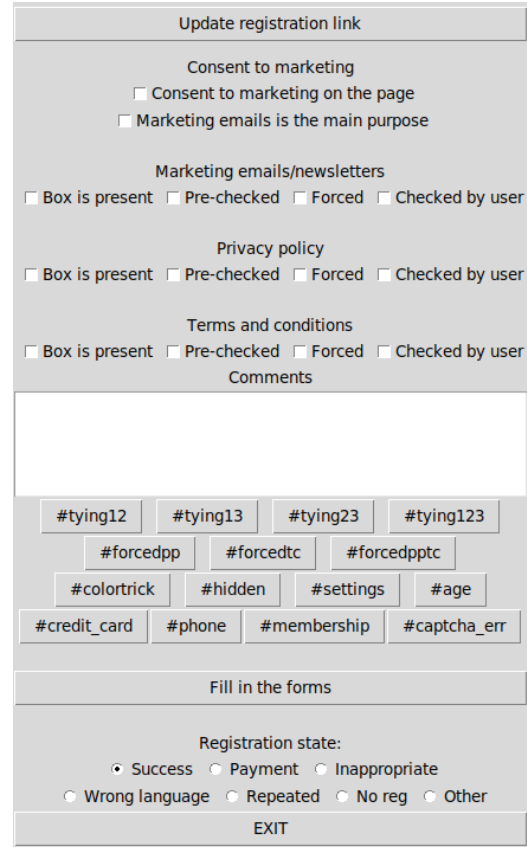 Update registration link
Consent to marketing
Consent to marketing on the page
Marketing emails is the main purpose
Marketing emails/newsletters
Box is present Pre-checked Forced Checked by user
Privacy policy
Box is present Pre-checked Forced Checked by user
Terms and conditions
Box is present Pre-checked Forced Checked by user
Comments
#tying12 #tying13 #tying23 #tying123
#forcedpp #forcedtc #forcedpptc
#colortrick #hidden #settings #age
#credit_card #phone #membership #captcha_err
Fill in the forms
Registration state:
Success Payment Inappropriate
Wrong language Repeated No reg Other
EXIT